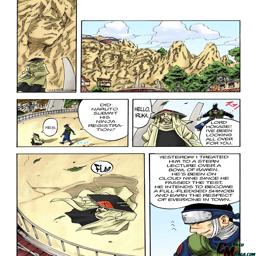 HELLO,
IRUKA.
LORD
HOKAGE!
I'VE BEEN
LOOKING
ALL OVER
FOR YOU.
DID
NARUTO
SUBMIT
HIS
NINJA
REGISTRA-
TION?
YES.
FLAP
YESTERDAY I TREATED
HIM TO A STERN
LECTURE OVER A
BOWL OF RAMEN.
HE'S BEEN ON
CLOUD NINE SINCE HE
PASSED THE TEST.
HE INTENDS TO BECOME
A FULL-FLEDGED SHINOBI
AND EARN THE
RESPECT OF
EVERYONE IN TOWN.